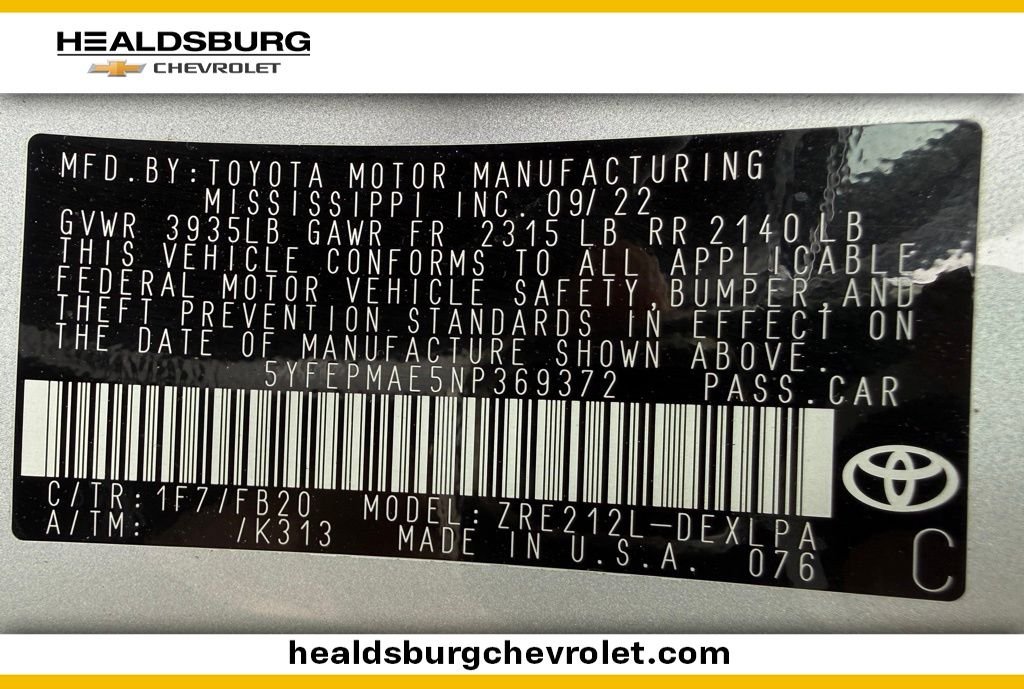 HEALDSBURG
CHEVROLET
MFD.BY:TOYOTA MOTOR MANUFACTURING
MISSISSIPPI INC. 09/22
GVWR 3935LB GAWR FR 2315 LB RR 2140 LB
THIS VEHICLE CONFORMS TO ALL APPLICABLE
FEDERAL MOTOR VEHICLE SAFETY,BUMPER,AND
THEFT PREVENTION STANDARDS IN EFFECT ON
THE DATE OF MANUFACTURE SHOWN ABOVE.
5YFEPMAE5NP369372 PASS.CAR
C/TR: 1F7/FB20 MODEL: ZRE212L-DEXLPA
A/TM: /K313 MADE IN U.S.A. 076
C
healdsburgchevrolet.com